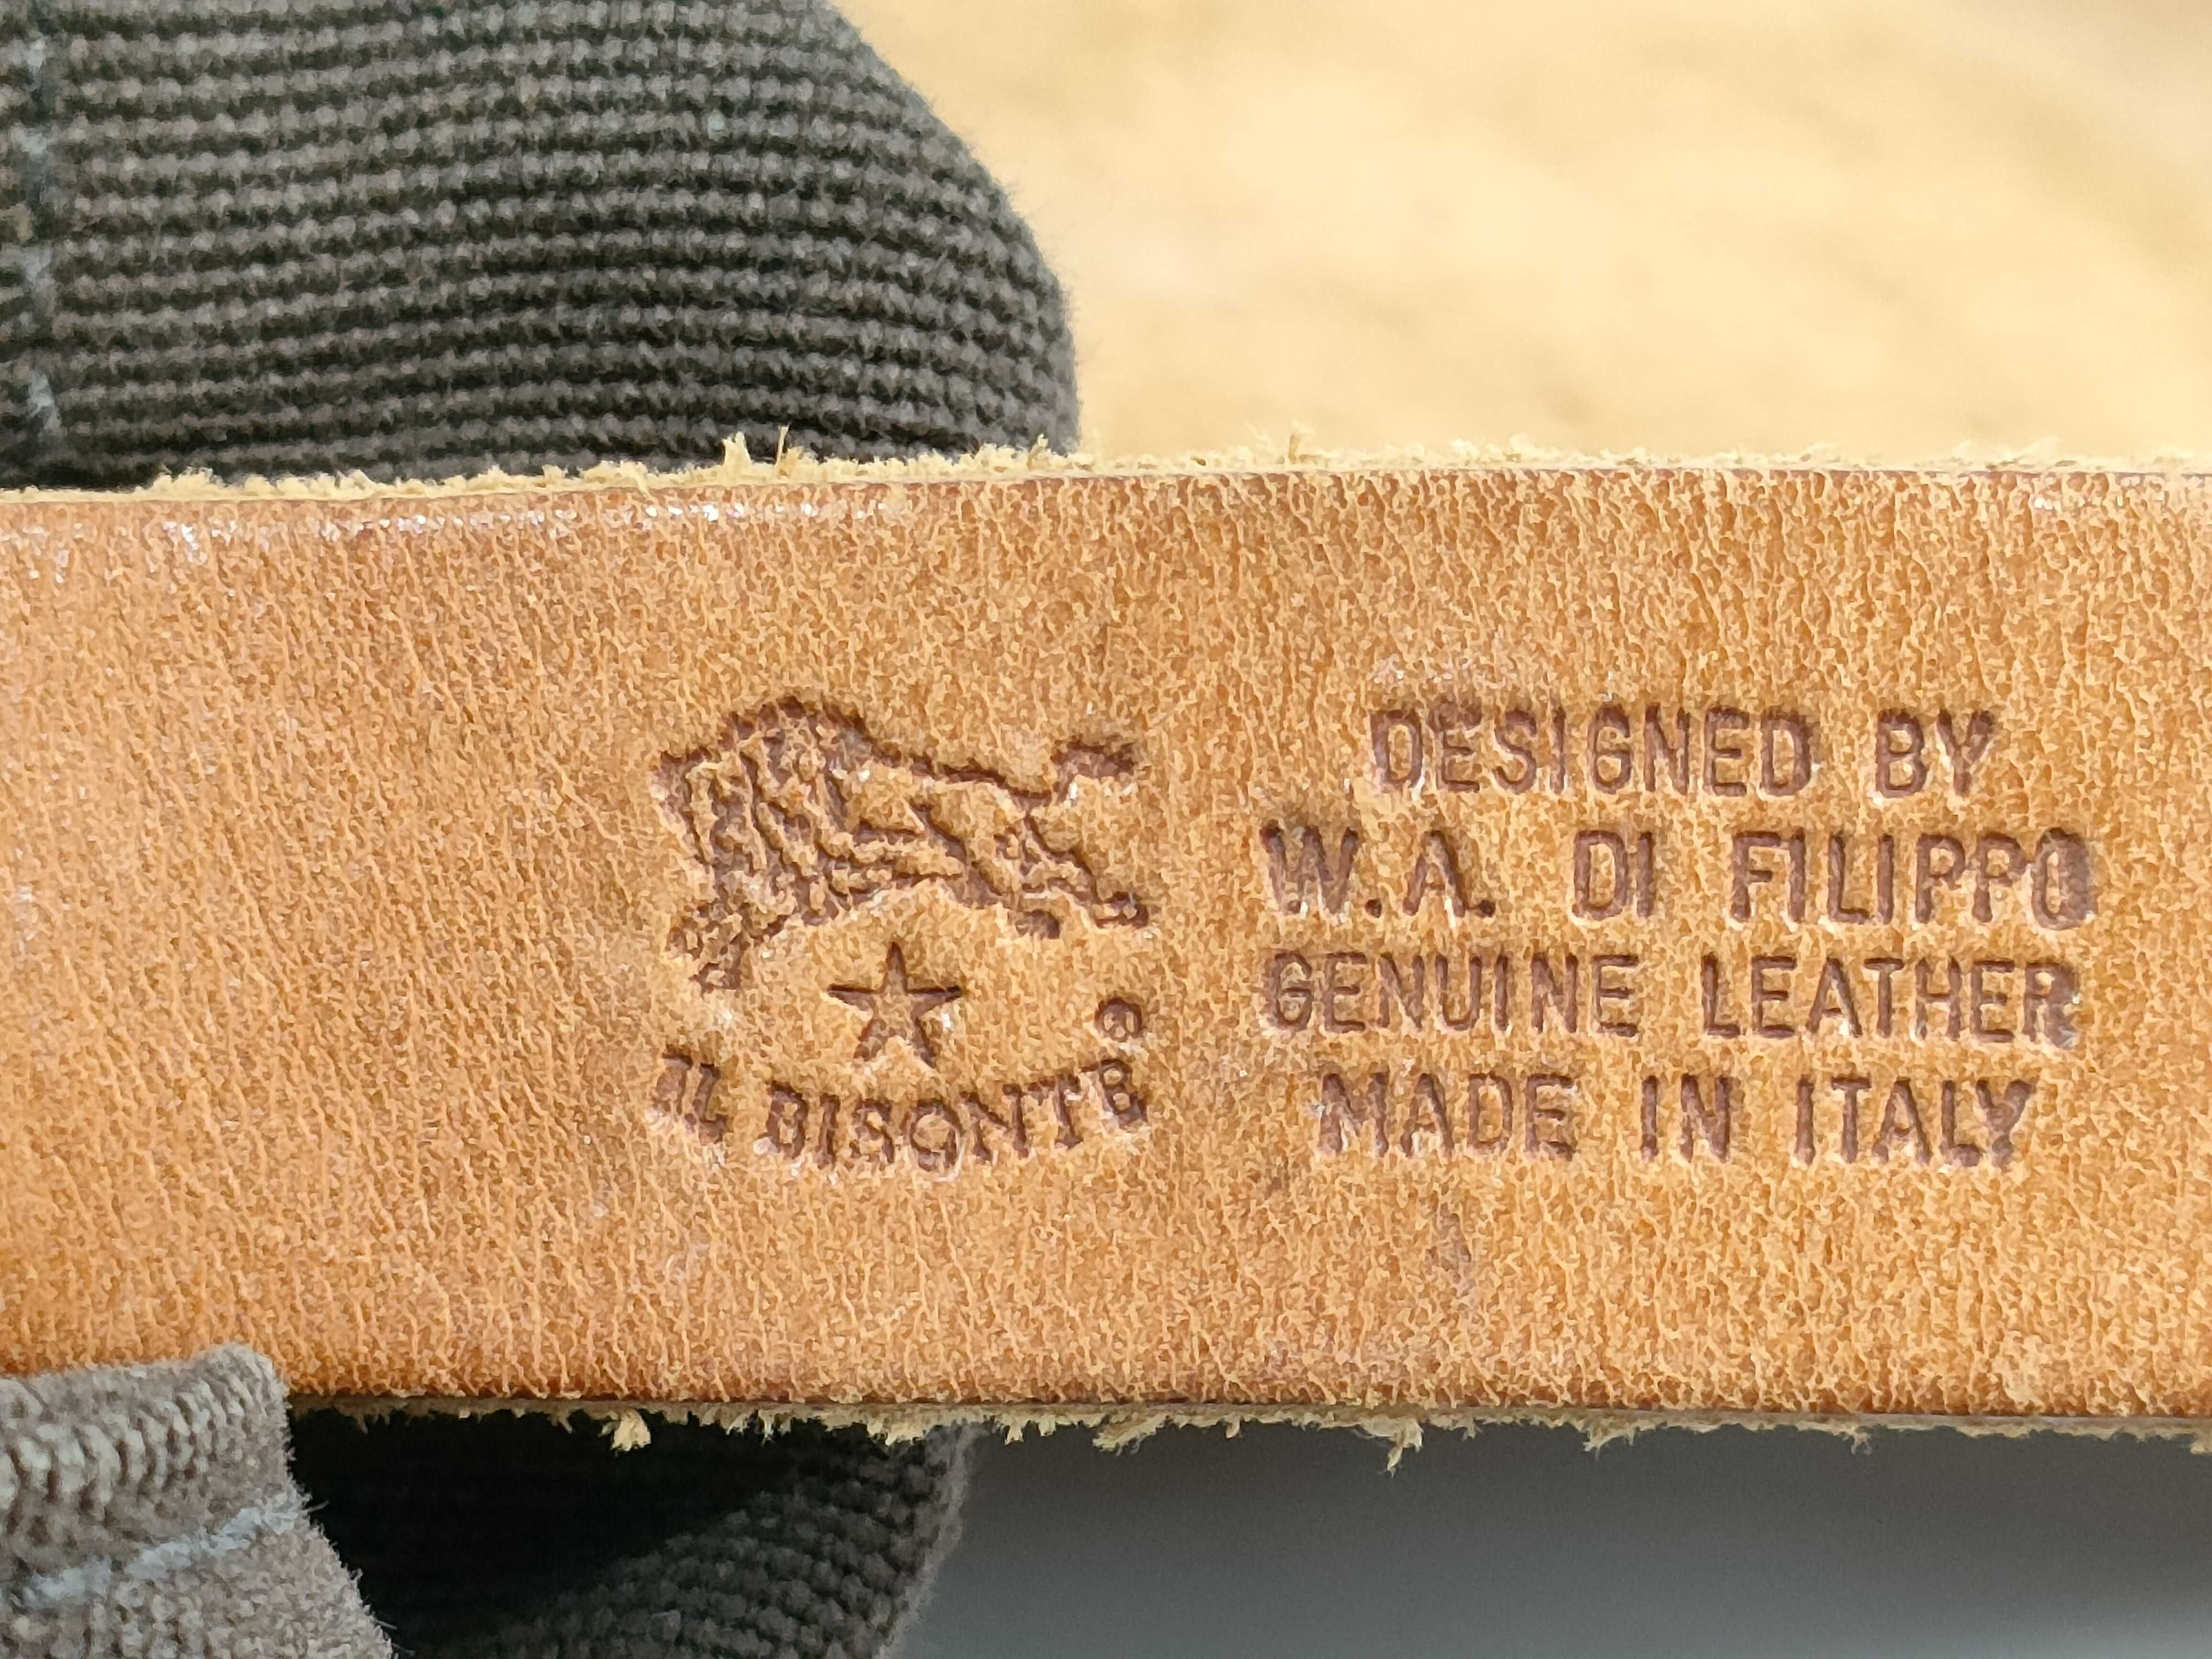 IL BISONTE®
DESIGNED BY
W.A. DI FILIPPO
GENUINE LEATHER
MADE IN ITALY